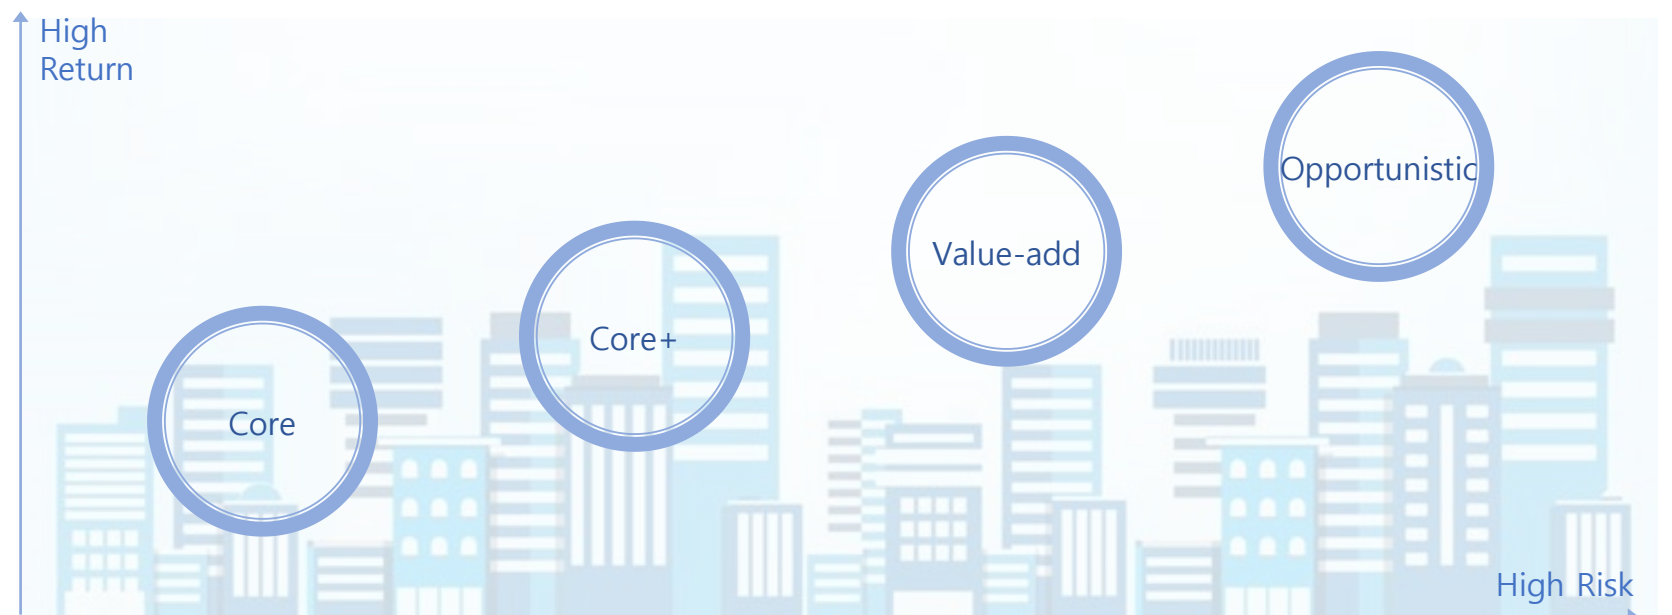 High
Return
Opportunistic
Value-add
Core+
Core
High Risk